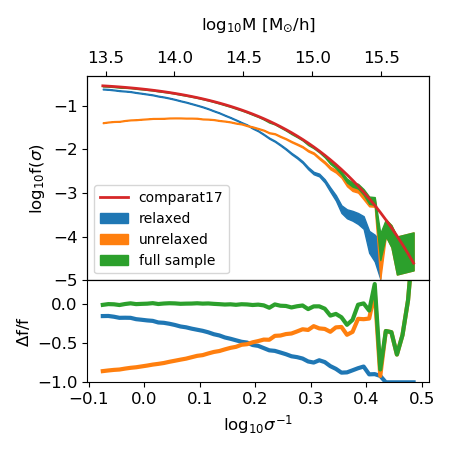 log₁₀M [M⊙/h]
13.5 14.0 14.5 15.0 15.5
log₁₀f(σ)
−1
−2
−3
−4
−5
comparat17
relaxed
unrelaxed
full sample
Δf/f
0.0
−0.5
−1.0
−0.1 0.0 0.1 0.2 0.3 0.4 0.5
log₁₀σ⁻¹